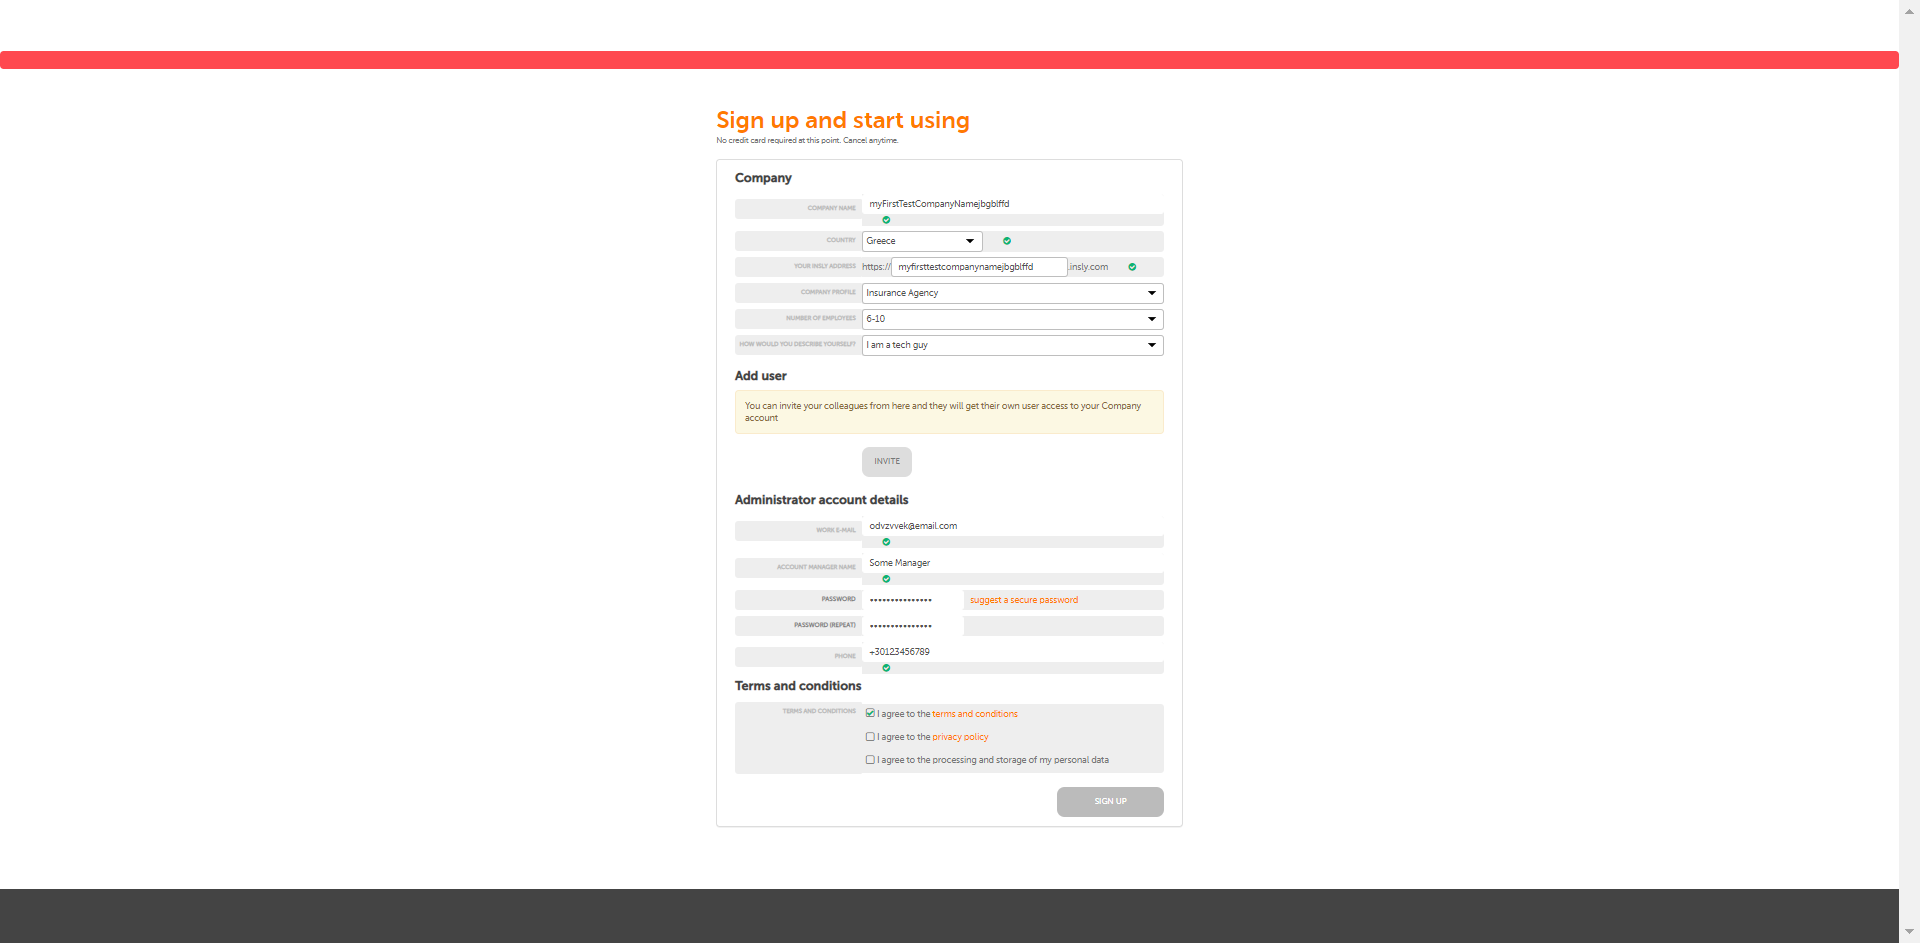 Sign up and start using
No credit card required at this point. Cancel anytime.
Company
COMPANY NAME myFirstTestCompanyNamejbgblffd
COUNTRY Greece
YOUR INSLY ADDRESS https:// myfirsttestcompanynamejbgblffd .insly.com
COMPANY PROFILE Insurance Agency
NUMBER OF EMPLOYEES 6-10
HOW WOULD YOU DESCRIBE YOURSELF? I am a tech guy
Add user
You can invite your colleagues from here and they will get their own user access to your Company
account
INVITE
Administrator account details
WORK E-MAIL odvzvvek@email.com
ACCOUNT MANAGER NAME Some Manager
PASSWORD ••••••••••••••• suggest a secure password
PASSWORD (REPEAT) •••••••••••••••
PHONE +30123456789
Terms and conditions
TERMS AND CONDITIONS I agree to the terms and conditions
I agree to the privacy policy
I agree to the processing and storage of my personal data
SIGN UP